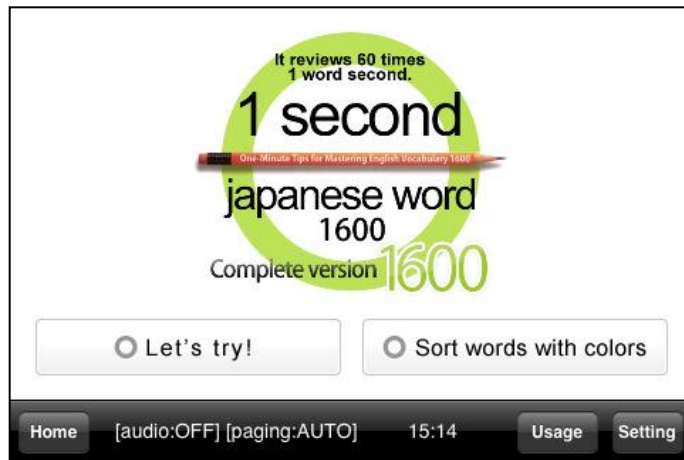 It reviews 60 times
1 word second.
1 second
One-Minute Tips for Mastering English Vocabulary 1600
japanese word
1600
Complete version 1600
Let's try!
Sort words with colors
Home [audio:OFF] [paging:AUTO] 15:14 Usage Setting